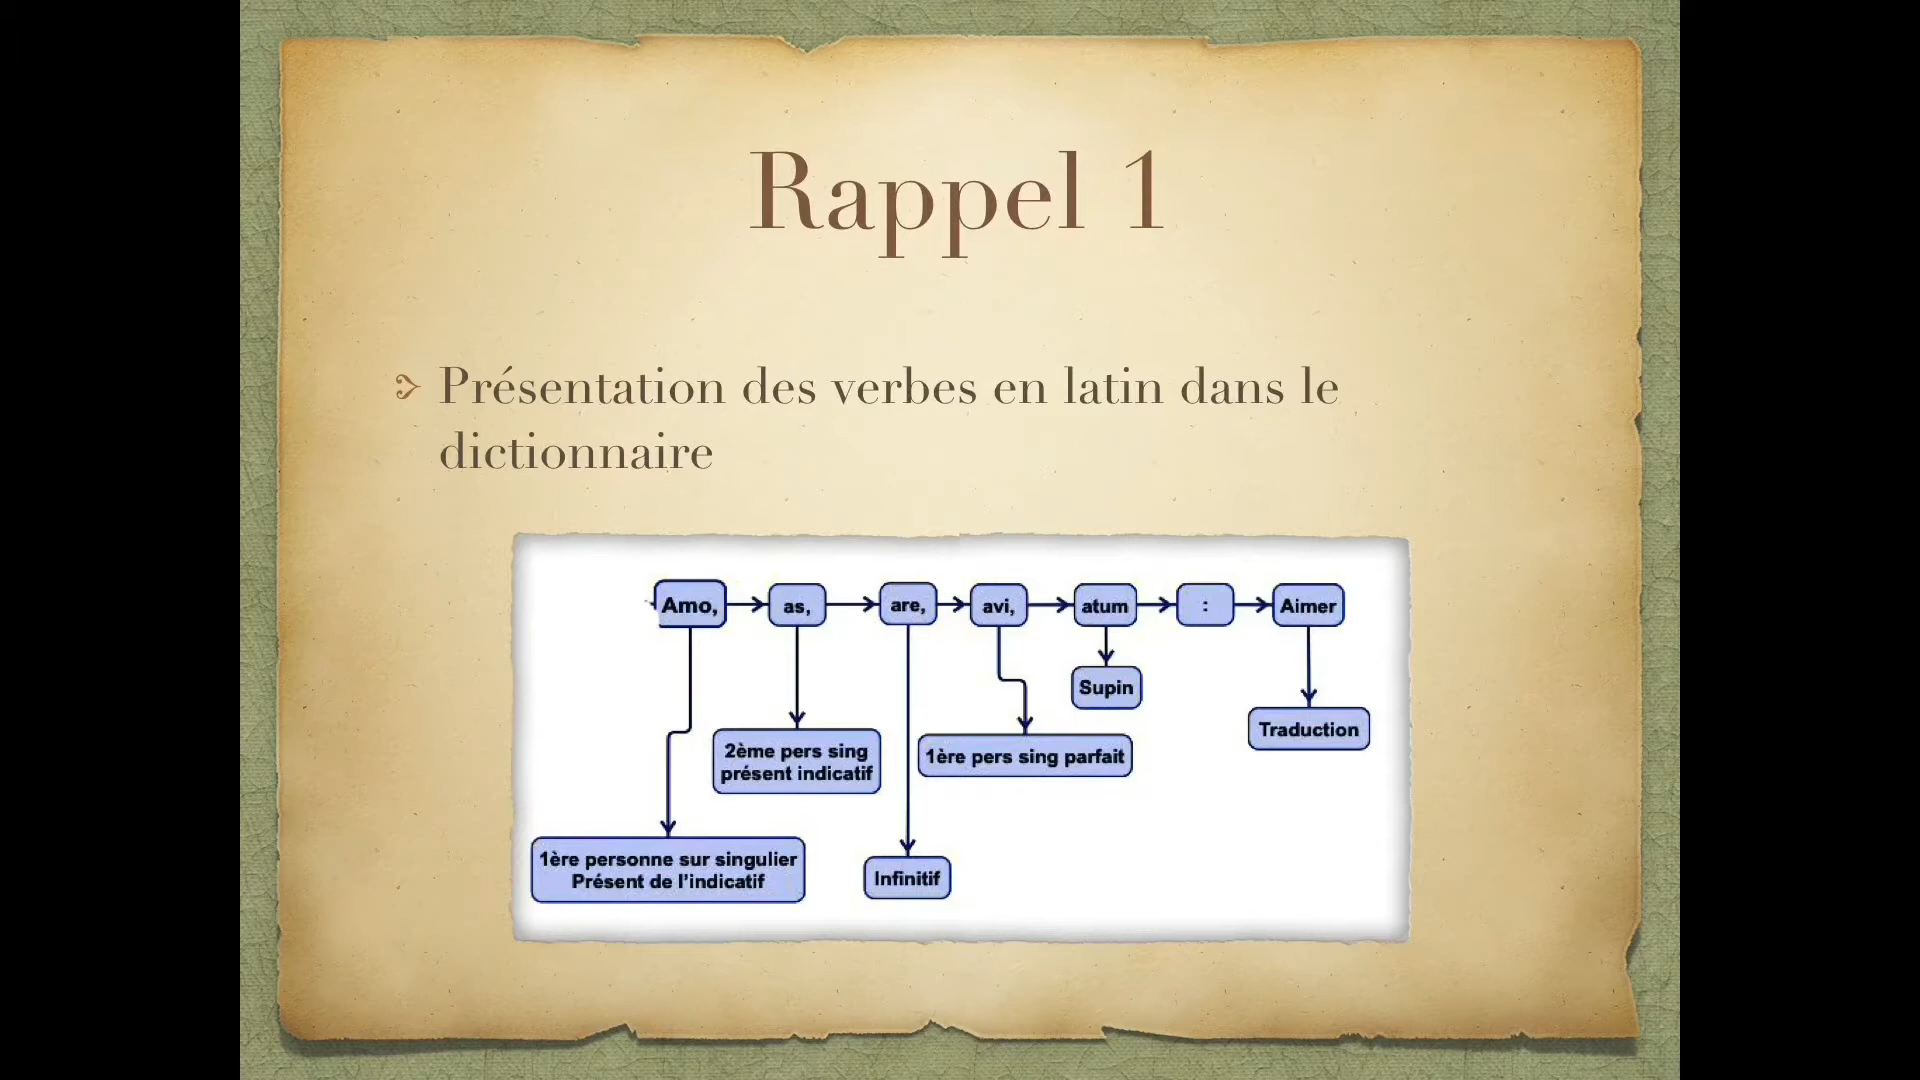 Rappel 1
Présentation des verbes en latin dans le
dictionnaire
Amo, as, are, avi, atum : Aimer
Supin
Traduction
2ème pers sing
présent indicatif
1ère pers sing parfait
1ère personne sur singulier
Présent de l'indicatif
Infinitif